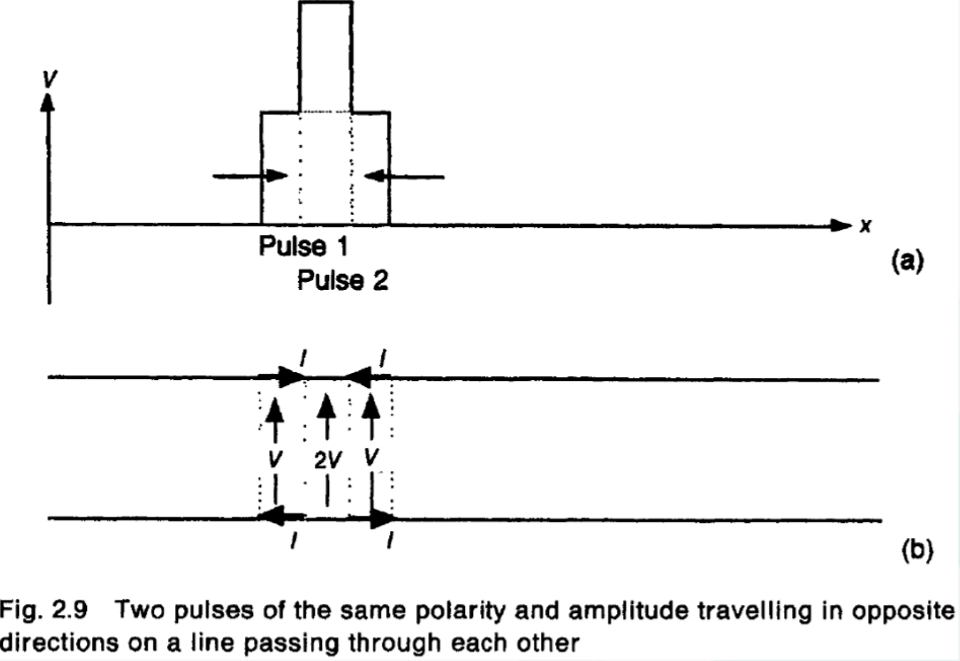 V
x
Pulse 1
(a)
Pulse 2
I I
V 2V V
I I
(b)
Fig. 2.9 Two pulses of the same polarity and amplitude travelling in opposite
directions on a line passing through each other